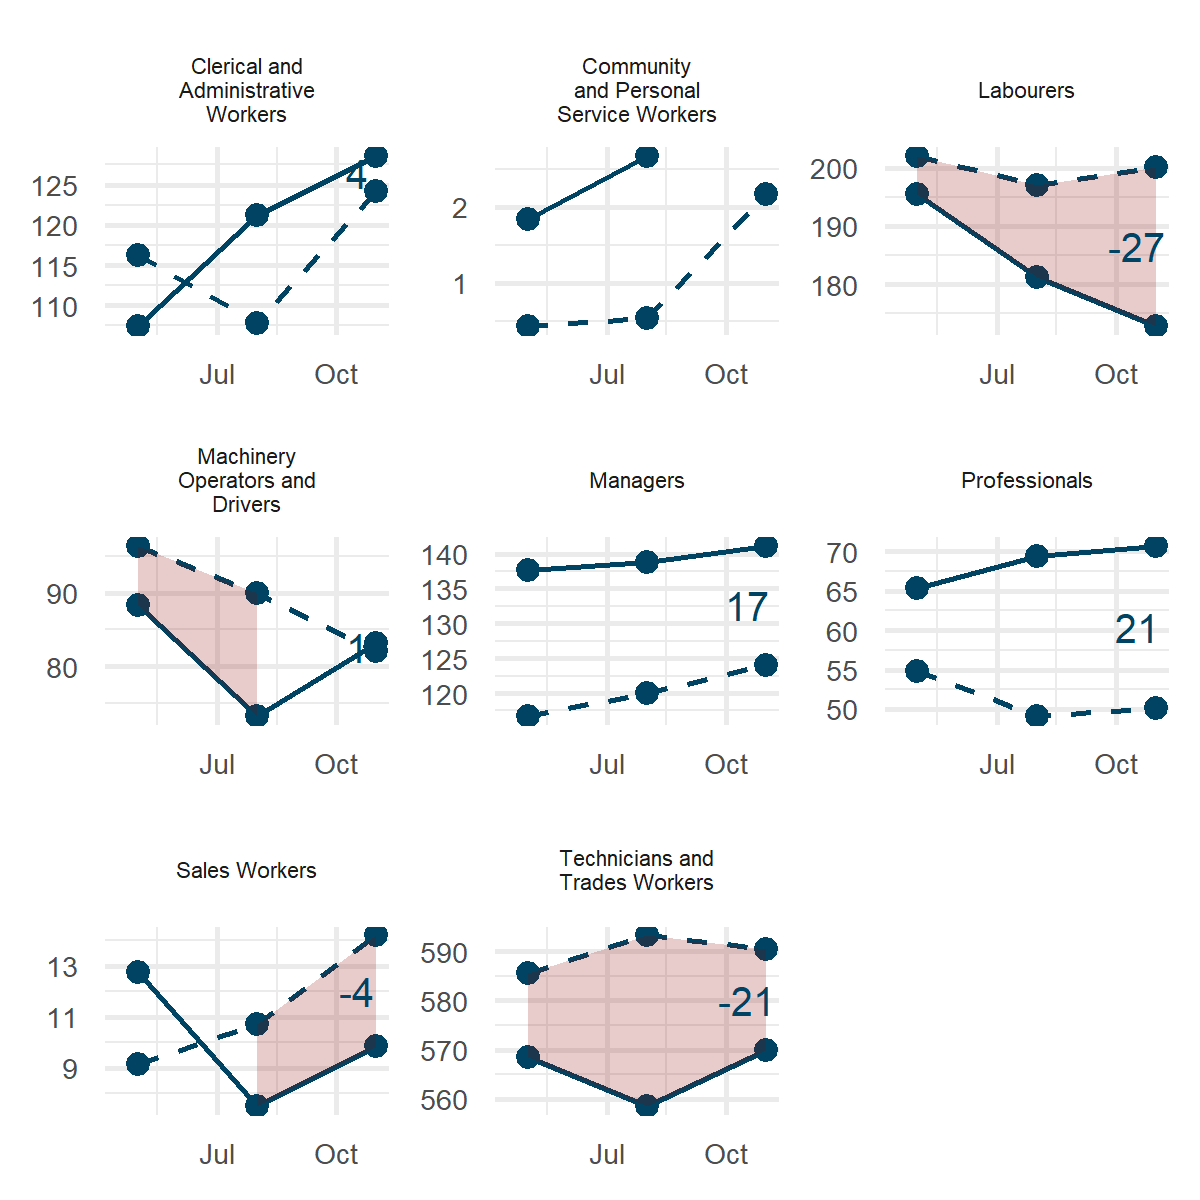 Clerical and
Administrative
Workers
125
120
115
110
4
Jul Oct
Community
and Personal
Service Workers
2
1
Jul Oct
Labourers
200
190
180
-27
Jul Oct
Machinery
Operators and
Drivers
90
80
1
Jul Oct
Managers
140
135
130
125
120
17
Jul Oct
Professionals
70
65
60
55
50
21
Jul Oct
Sales Workers
13
11
9
-4
Jul Oct
Technicians and
Trades Workers
590
580
570
560
-21
Jul Oct